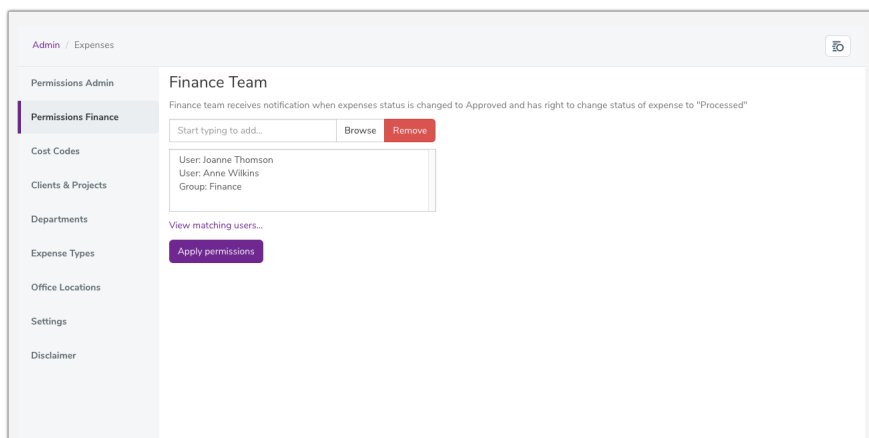 Admin / Expenses
Permissions Admin
Permissions Finance
Cost Codes
Clients & Projects
Departments
Expense Types
Office Locations
Settings
Disclaimer
Finance Team
Finance team receives notification when expenses status is changed to Approved and has right to change status of expense to "Processed"
Start typing to add... Browse Remove
User: Joanne Thomson
User: Anne Wilkins
Group: Finance
View matching users...
Apply permissions